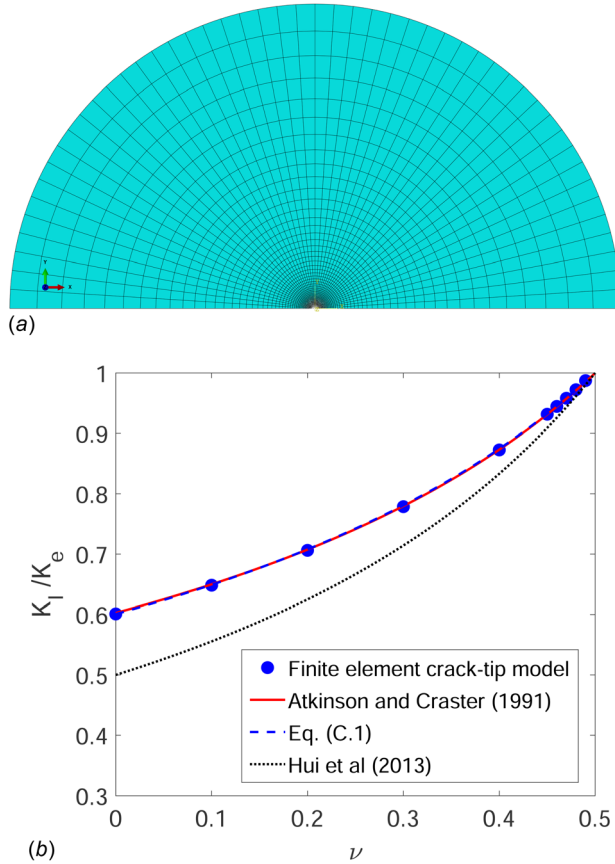 Y
X
(a)
1
0.9
0.8
0.7
0.6
0.5
0.4
0.3
K_I/K_e
Finite element crack-tip model
Atkinson and Craster (1991)
Eq. (C.1)
Hui et al (2013)
0 0.1 0.2 0.3 0.4 0.5
(b) ν